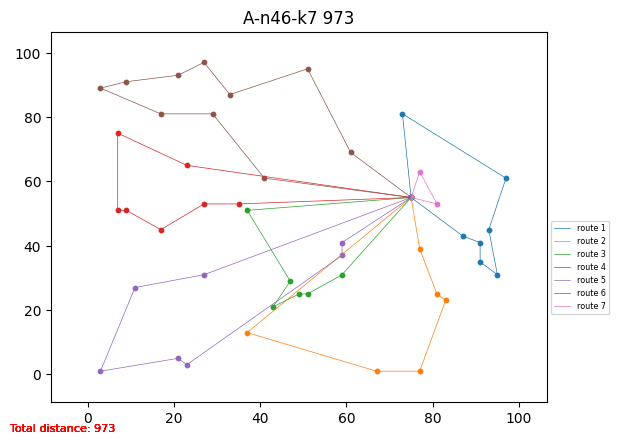 A-n46-k7 973
100
80
60
40
20
0
route 1
route 2
route 3
route 4
route 5
route 6
route 7
0 20 40 60 80 100
Total distance: 973